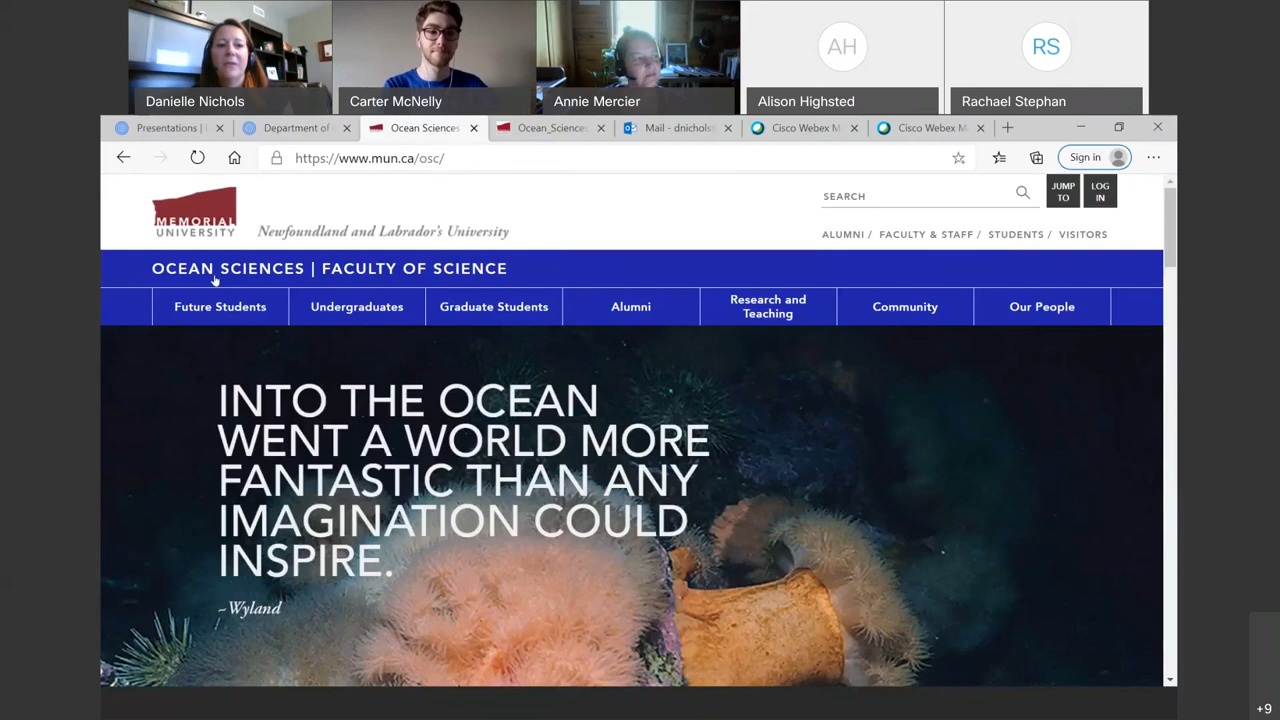 AH
RS
Danielle Nichols
Carter McNelly
Annie Mercier
Alison Highsted
Rachael Stephan
Presentations |
Department of
Ocean Sciences
Ocean_Sciences
Mail - dnichols
Cisco Webex M
Cisco Webex M
https://www.mun.ca/osc/
Sign in
MEMORIAL
UNIVERSITY
Newfoundland and Labrador's University
SEARCH
JUMP TO
LOG IN
ALUMNI / FACULTY & STAFF / STUDENTS / VISITORS
OCEAN SCIENCES | FACULTY OF SCIENCE
Future Students
Undergraduates
Graduate Students
Alumni
Research and
Teaching
Community
Our People
INTO THE OCEAN
WENT A WORLD MORE
FANTASTIC THAN ANY
IMAGINATION COULD
INSPIRE.
~Wyland
+9